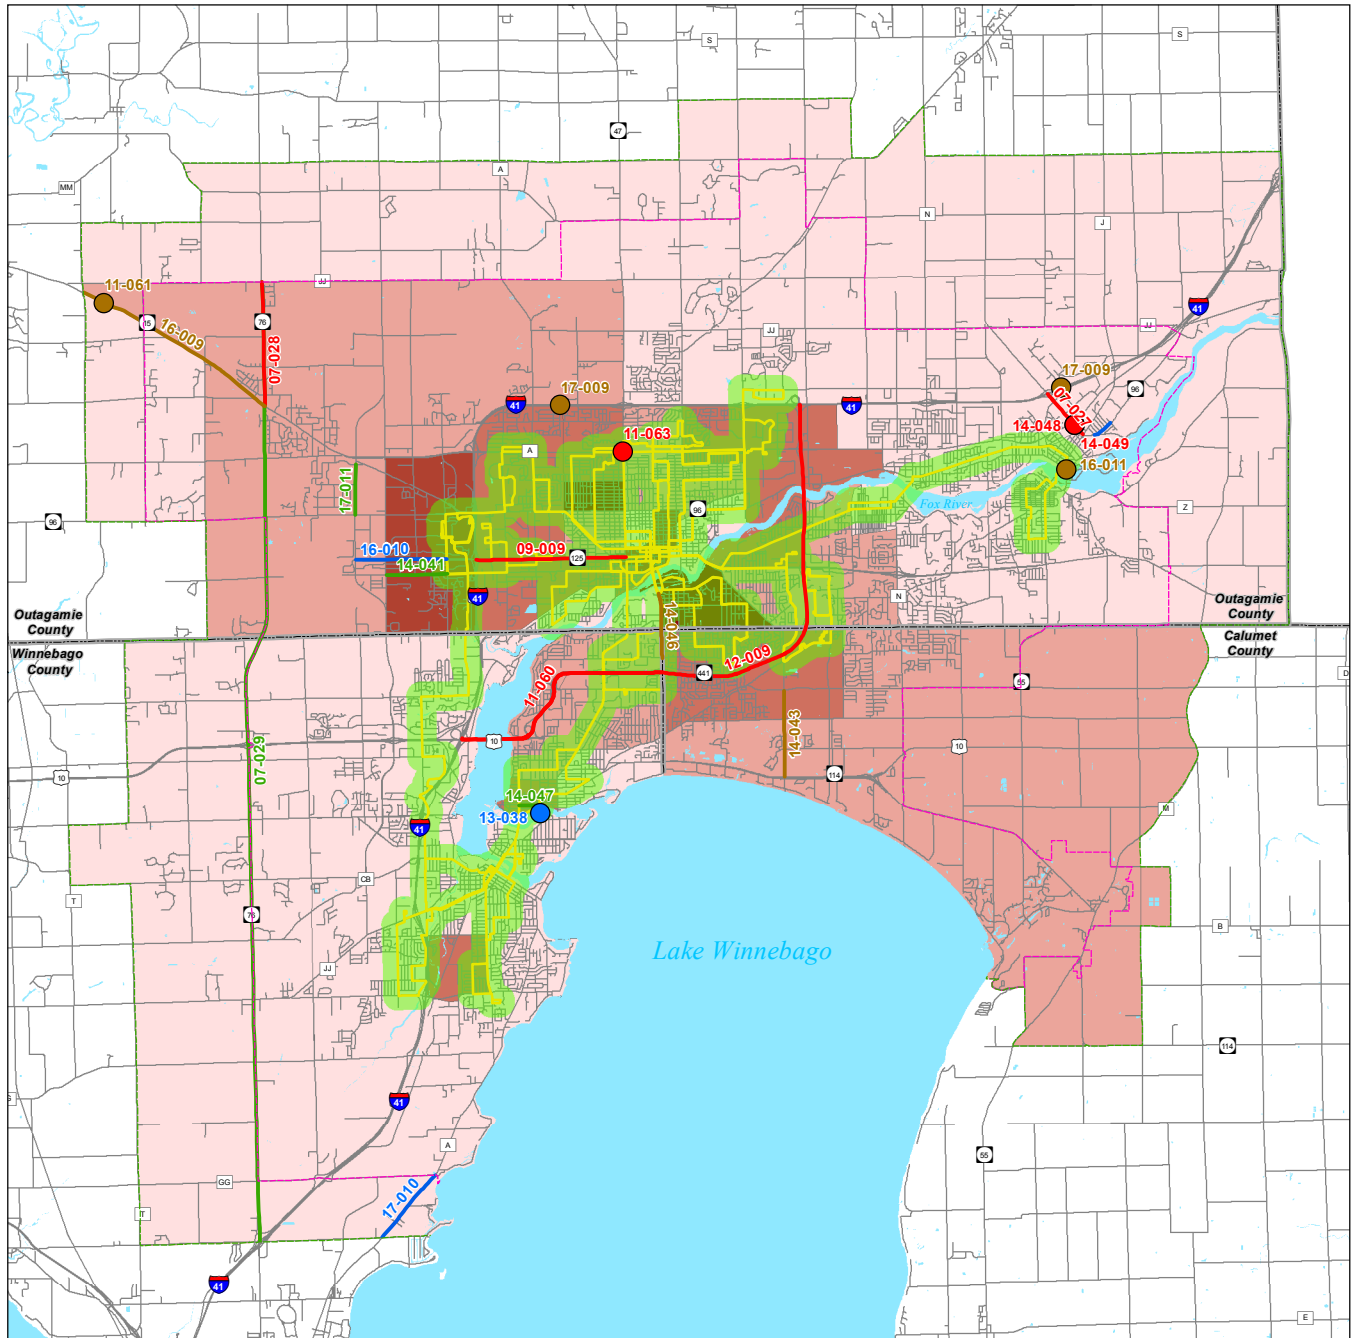 S
S
47
A
MM
N
J
11-061
JJ
41
15
76
16-009
07-028
JJ
JJ
17-009
17-009
96
41
41
07-027
11-063
14-048
14-049
A
16-011
17-011
96
96
Fox River
Z
16-010
09-009
125
14-041
41
N
14-046
Outagamie
County
Outagamie
County
Winnebago
County
Calumet
County
12-009
441
11-060
55
D
10
14-043
10
07-029
10
114
14-047
13-038
41
M
CB
T
76
B
Lake Winnebago
JJ
114
41
A
55
GG
17-010
T
41
E